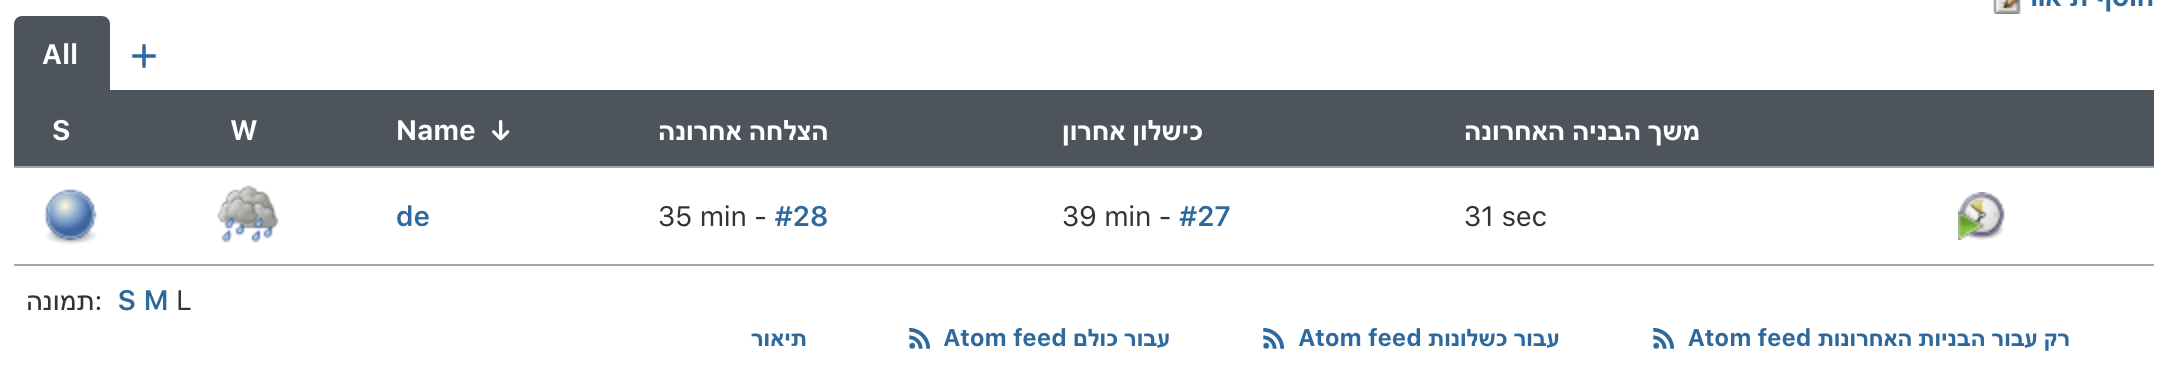 All +
S W Name ↓ הצלחה אחרונה כישלון אחרון משך הבניה האחרונה
de 35 min - #28 39 min - #27 31 sec
תמונה: S M L
תיאור Atom feed עבור כולם Atom feed עבור כשלונות Atom feed רק עבור הבניות האחרונות